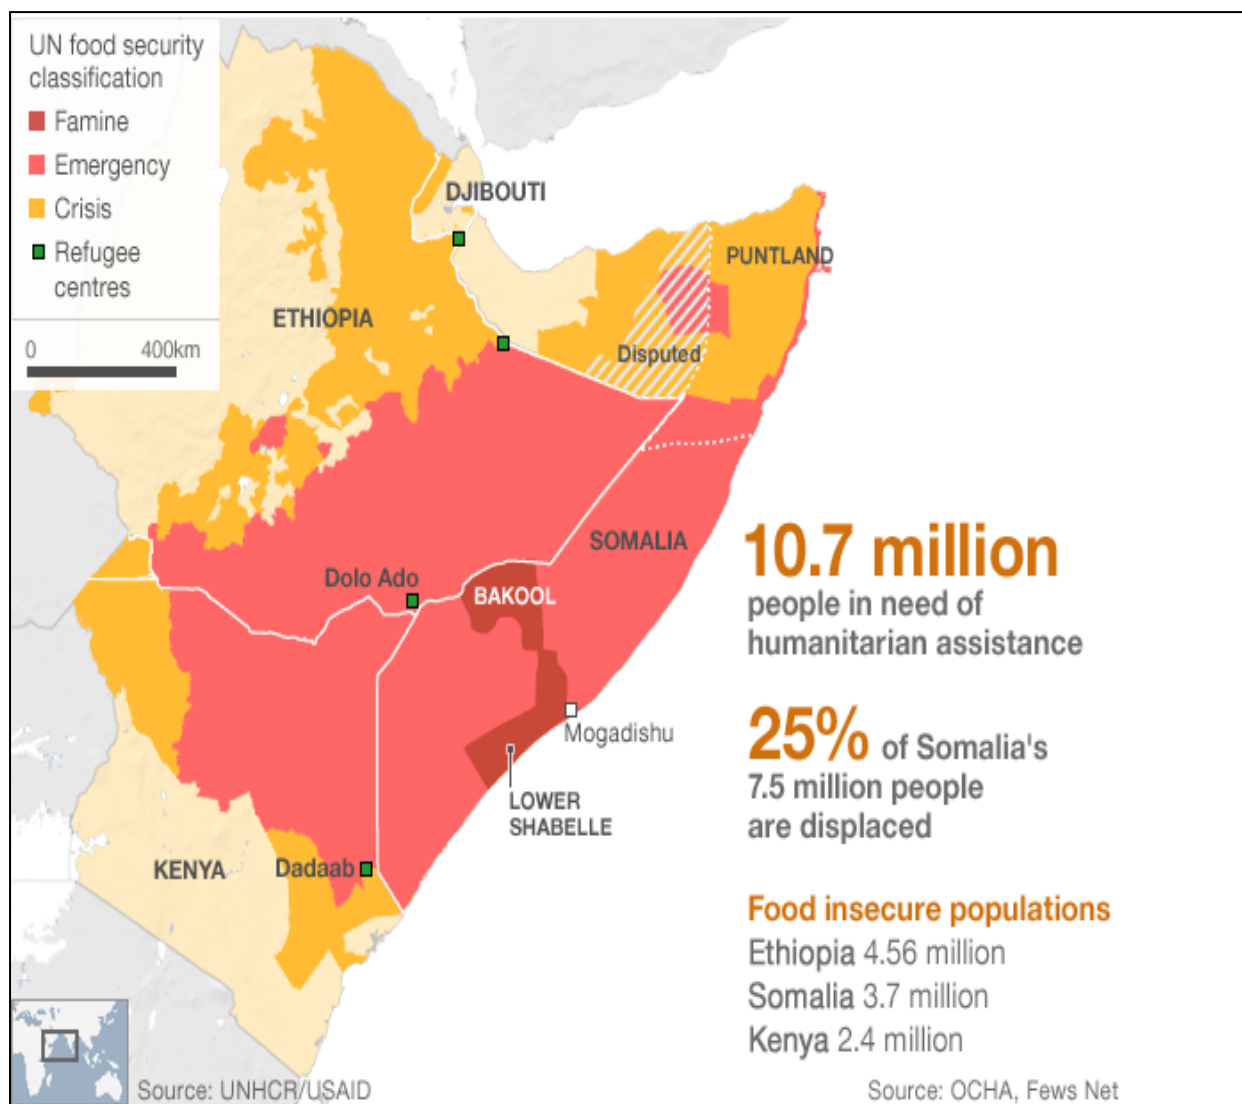 UN food security
classification
Famine
Emergency
Crisis
Refugee
centres
0 400km
DJIBOUTI
PUNTLAND
ETHIOPIA
Disputed
SOMALIA
Dolo Ado
BAKOOL
Mogadishu
LOWER
SHABELLE
KENYA
Dadaab
10.7 million
people in need of
humanitarian assistance
25% of Somalia's
7.5 million people
are displaced
Food insecure populations
Ethiopia 4.56 million
Somalia 3.7 million
Kenya 2.4 million
Source: UNHCR/USAID
Source: OCHA, Fews Net